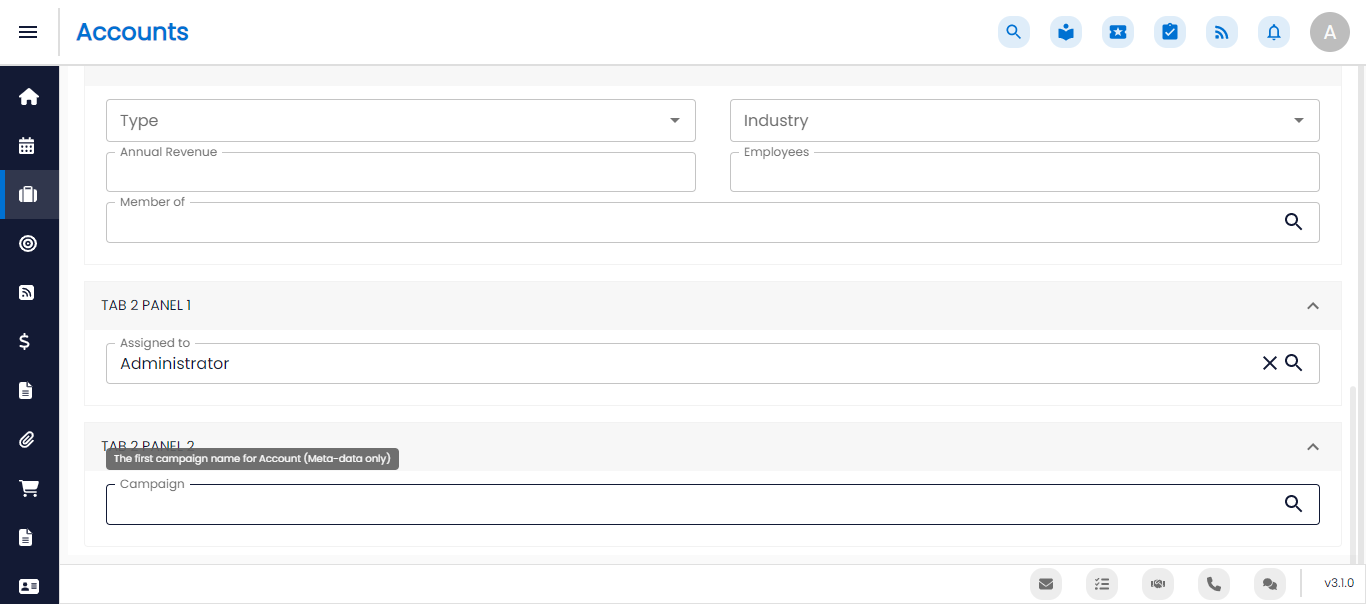 Accounts
A
Type
Industry
Annual Revenue
Employees
Member of
TAB 2 PANEL 1
Assigned to
Administrator
TAB 2 PANEL 2
The first campaign name for Account (Meta-data only)
Campaign
v3.1.0